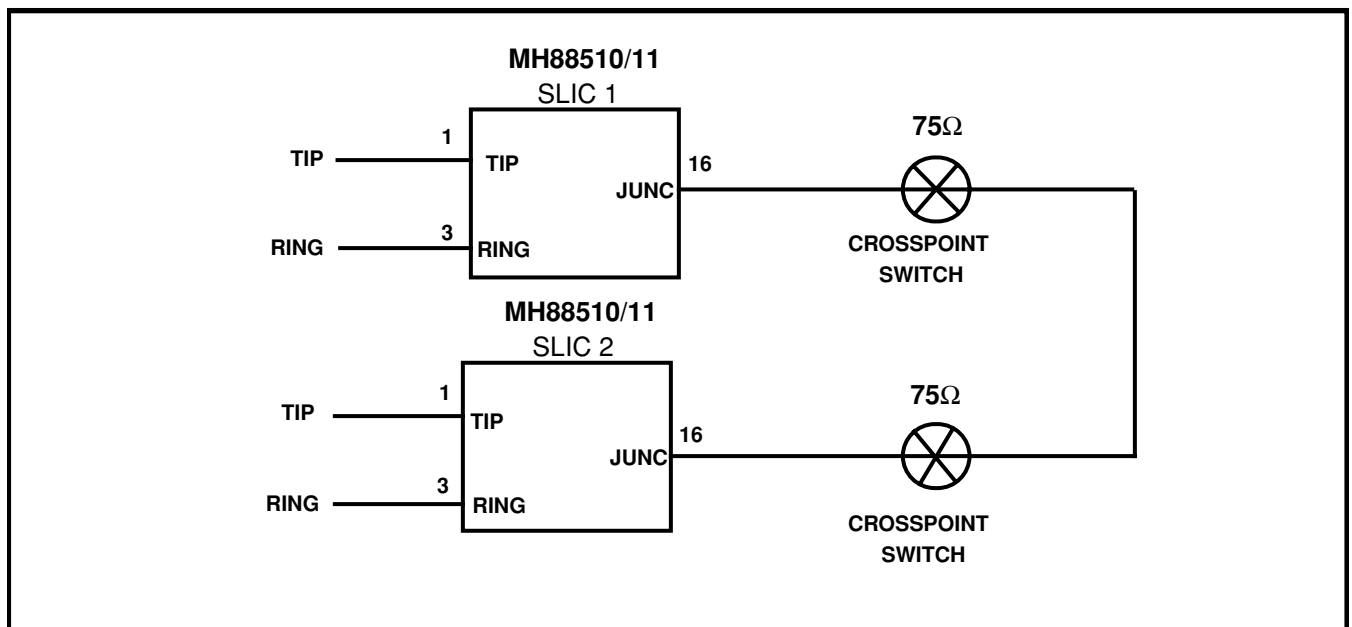 MH88510/11
SLIC 1
75Ω
1
TIP
TIP
16
JUNC
3
RING
RING
CROSSPOINT
SWITCH
MH88510/11
SLIC 2
75Ω
1
TIP
TIP
16
JUNC
3
RING
RING
CROSSPOINT
SWITCH